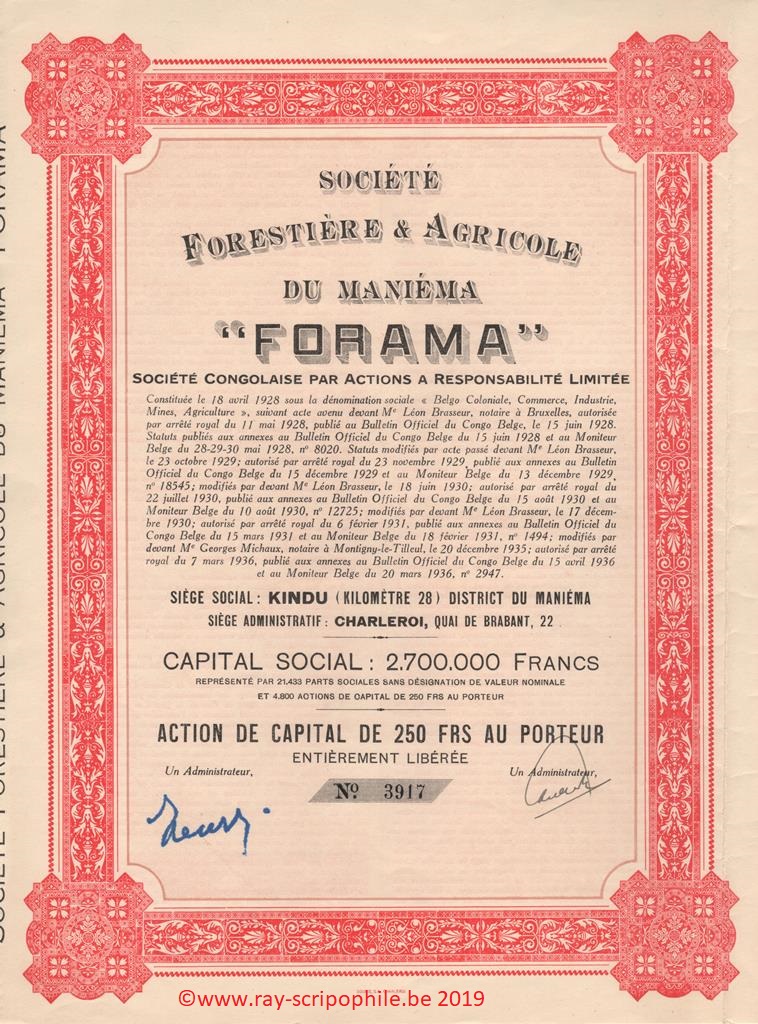 SOCIÉTÉ
FORESTIÈRE & AGRICOLE
DU MANIÉMA
"FORAMA"
SOCIÉTÉ CONGOLAISE PAR ACTIONS A RESPONSABILITÉ LIMITÉE
Constituée le 18 avril 1928 sous la dénomination sociale « Belgo Coloniale, Commerce, Industrie,
Mines, Agriculture », suivant acte avenu devant Me Léon Brasseur, notaire à Bruxelles, autorisée
par arrêté royal du 11 mai 1928, publié au Bulletin Officiel du Congo Belge, le 15 juin 1928.
Statuts publiés aux annexes au Bulletin Officiel du Congo Belge du 15 juin 1928 et au Moniteur
Belge du 28-29-30 mai 1928, n° 8020. Statuts modifiés par acte passé devant Me Léon Brasseur,
le 23 octobre 1929; autorisé par arrêté royal du 23 novembre 1929, publié aux annexes au Bulletin
Officiel du Congo Belge du 15 décembre 1929 et au Moniteur Belge du 13 décembre 1929,
n° 18545; modifiés par devant Me Léon Brasseur, le 18 juin 1930; autorisé par arrêté royal du
22 juillet 1930, publié aux annexes au Bulletin Officiel du Congo Belge du 15 août 1930 et au
Moniteur Belge du 10 août 1930, n° 12725; modifiés par devant Me Léon Brasseur, le 17 décem-
bre 1930; autorisé par arrêté royal du 6 février 1931, publié aux annexes au Bulletin Officiel du
Congo Belge du 15 mars 1931 et au Moniteur Belge du 18 février 1931, n° 1494; modifiés par
devant Me Georges Michaux, notaire à Montigny-le-Tilleul, le 20 décembre 1935; autorisé par arrêté
royal du 7 mars 1936, publié aux annexes au Bulletin Officiel du Congo Belge du 15 avril 1936
et au Moniteur Belge du 20 mars 1936, n° 2947.
SIÈGE SOCIAL : KINDU (KILOMÈTRE 28) DISTRICT DU MANIÉMA
SIÈGE ADMINISTRATIF : CHARLEROI, QUAI DE BRABANT, 22
CAPITAL SOCIAL : 2.700.000 FRANCS
REPRÉSENTÉ PAR 21.433 PARTS SOCIALES SANS DÉSIGNATION DE VALEUR NOMINALE
ET 4.800 ACTIONS DE CAPITAL DE 250 FRS AU PORTEUR
ACTION DE CAPITAL DE 250 FRS AU PORTEUR
ENTIÈREMENT LIBÉRÉE
Un Administrateur,
Un Administrateur,
No 3917
SOCIÉTÉ FORESTIÈRE & AGRICOLE DU MANIÉMA "FORAMA"
©www.ray-scripophile.be 2019